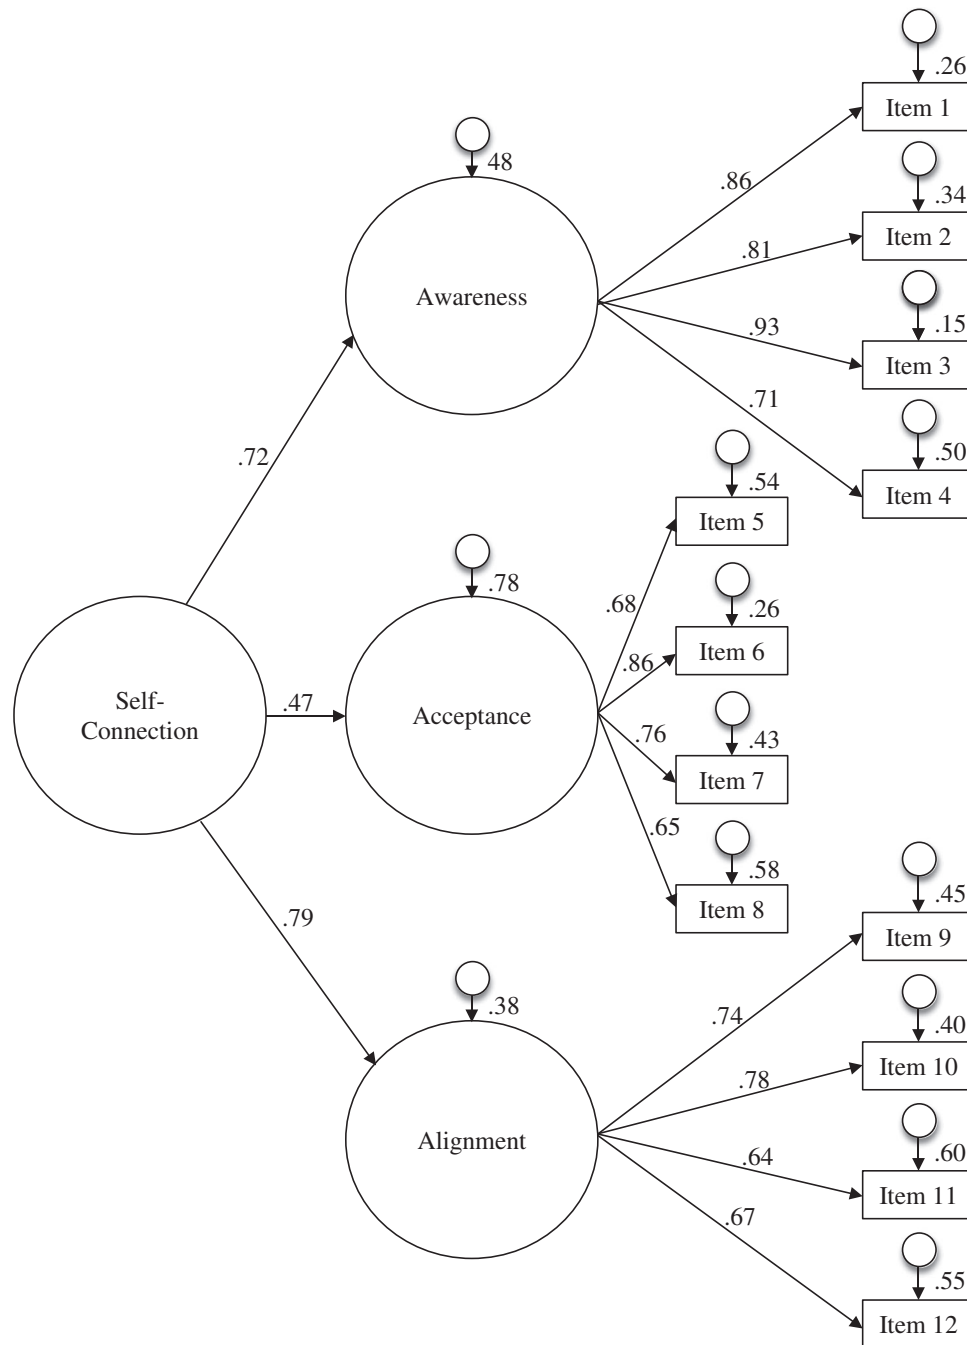 .26
Item 1
.86
.34
Item 2
.81
48
Awareness
.15
Item 3
.93
.71
.50
Item 4
.72
.54
Item 5
.68
.26
Item 6
.86
.78
Acceptance
Self-
Connection
.47
.76
.43
Item 7
.65
.58
Item 8
.79
.45
Item 9
.74
.38
Alignment
.40
Item 10
.78
.60
Item 11
.64
.67
.55
Item 12